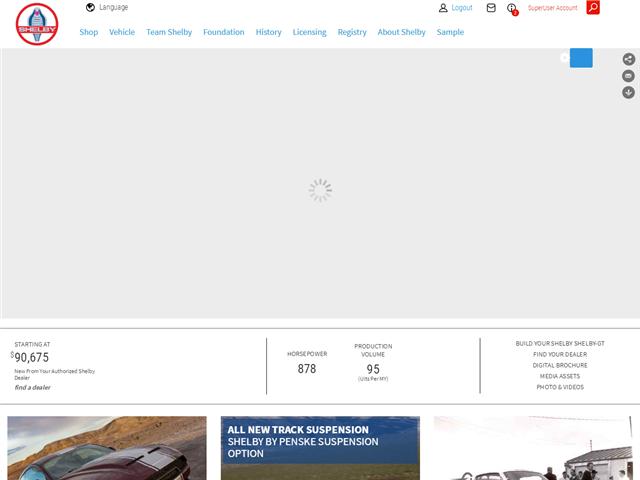 SHELBY
Language
Logout
2
SuperUser Account
Shop Vehicle Team Shelby Foundation History Licensing Registry About Shelby Sample
STARTING AT
$90,675
New From Your Authorized Shelby
Dealer
find a dealer
HORSEPOWER
878
PRODUCTION
VOLUME
95
(UIts Per MY)
BUILD YOUR SHELBY SHELBY-GT
FIND YOUR DEALER
DIGITAL BROCHURE
MEDIA ASSETS
PHOTO & VIDEOS
ALL NEW TRACK SUSPENSION
SHELBY BY PENSKE SUSPENSION
OPTION